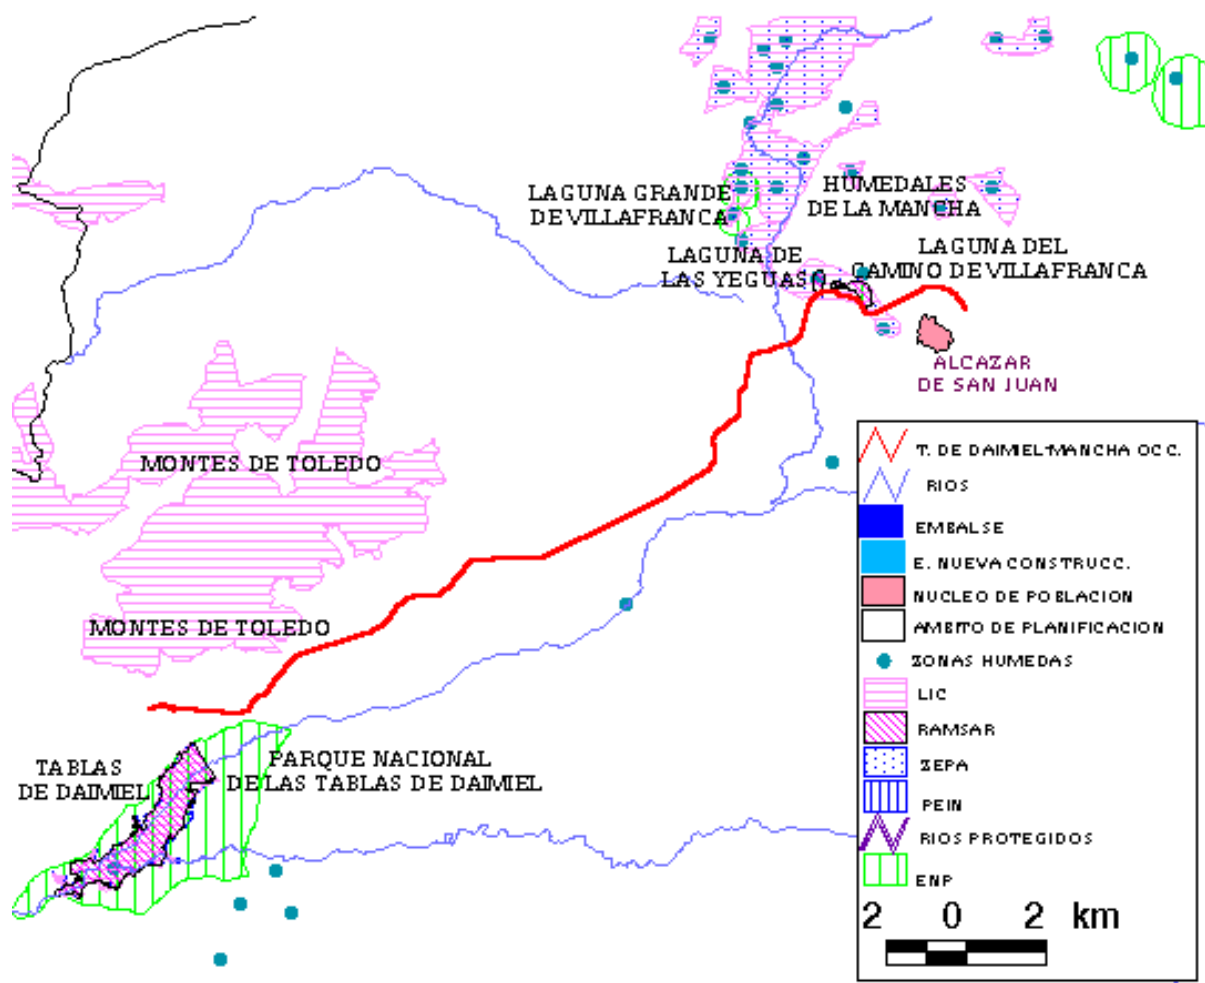 LAGUNA GRANDE
DE VILLAFRANCA
HUMEDALES
DE LA MANCHA
LAGUNA DE
LAS YEGUAS
LAGUNA DEL
CAMINO DE VILLAFRANCA
ALCAZAR
DE SAN JUAN
MONTES DE TOLEDO
MONTES DE TOLEDO
TABLAS
DE DAIMIEL
PARQUE NACIONAL
DE LAS TABLAS DE DAIMIEL
T. DE DAIMIEL-MANCHA OCC.
RIOS
EMBALSE
E. NUEVA CONSTRUCC.
NUCLEO DE POBLACION
AMBITO DE PLANIFICACION
ZONAS HUMEDAS
LIC
RAMSAR
ZEPA
PEIN
RIOS PROTEGIDOS
ENP
2 0 2 km